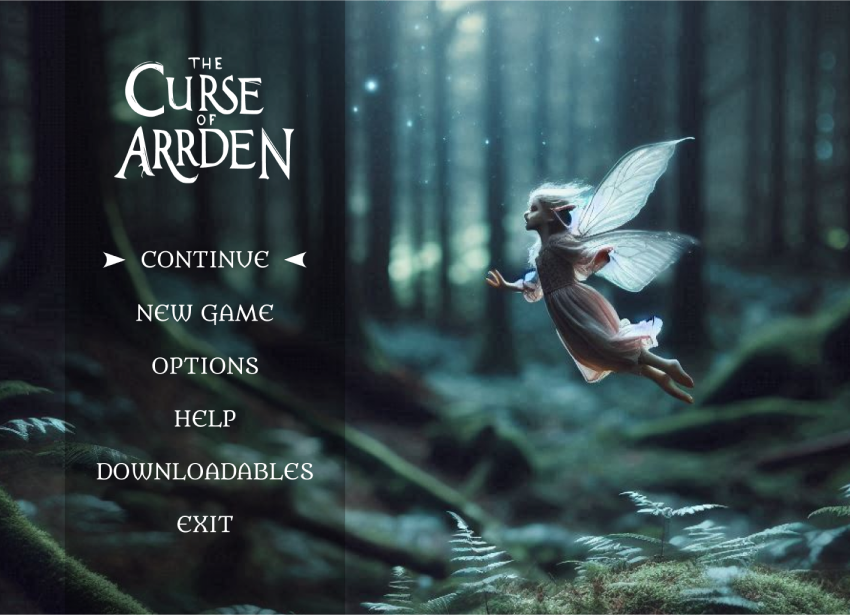 THE
CURSE
OF
ARRDEN
CONTINUE
NEW GAME
OPTIONS
HELP
DOWNLOADABLES
EXIT